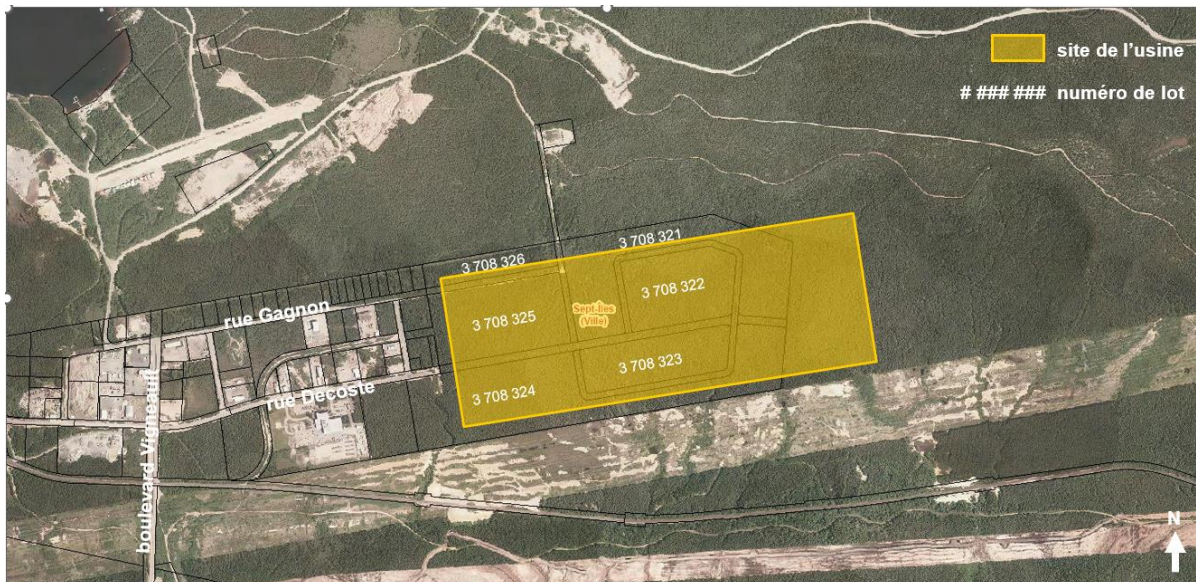 site de l'usine
# ### ### numéro de lot
3 708 321
3 708 326
3 708 322
rue Gagnon
Sept-Îles
(Ville)
3 708 325
3 708 323
rue Decoste
3 708 324
boulevard Vigneault
N